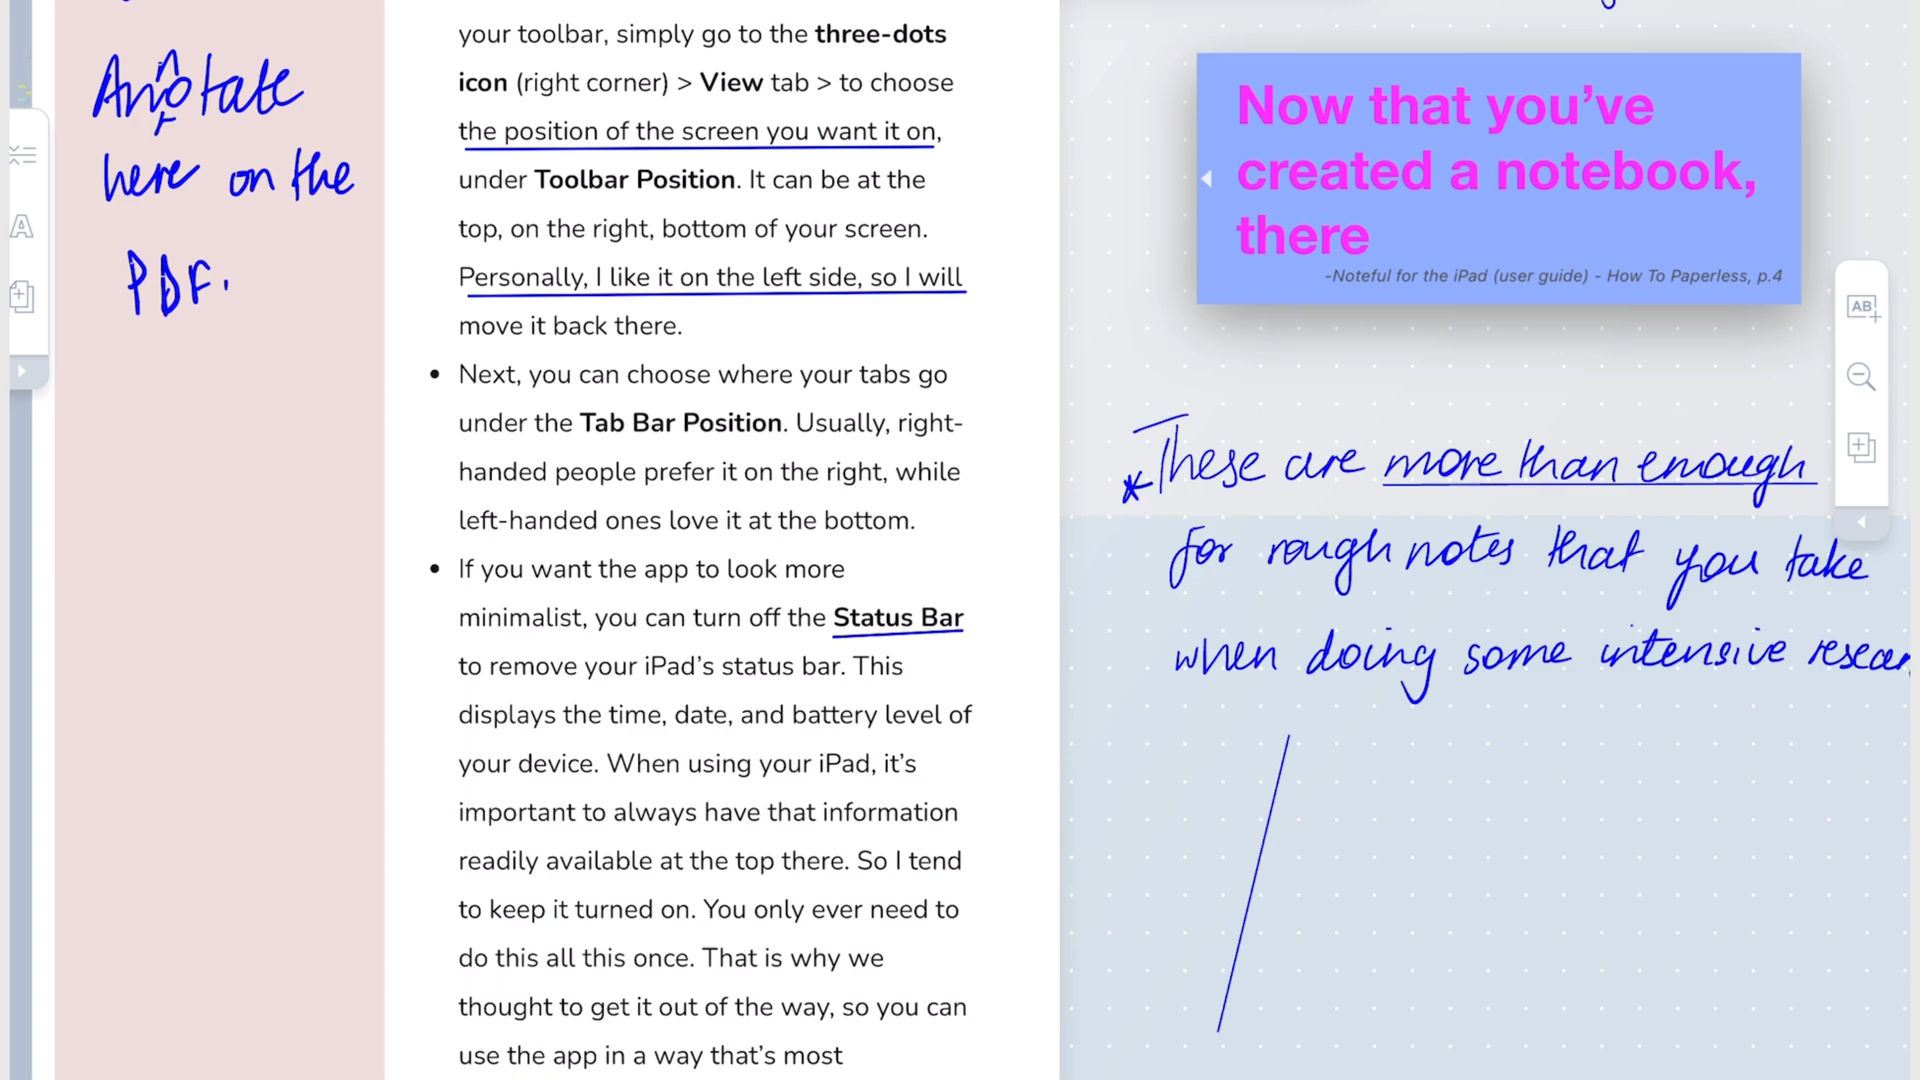 Annotate
here on the
PDF.
your toolbar, simply go to the three-dots
icon (right corner) > View tab > to choose
the position of the screen you want it on,
under Toolbar Position. It can be at the
top, on the right, bottom of your screen.
Personally, I like it on the left side, so I will
move it back there.
• Next, you can choose where your tabs go
under the Tab Bar Position. Usually, right-
handed people prefer it on the right, while
left-handed ones love it at the bottom.
• If you want the app to look more
minimalist, you can turn off the Status Bar
to remove your iPad’s status bar. This
displays the time, date, and battery level of
your device. When using your iPad, it’s
important to always have that information
readily available at the top there. So I tend
to keep it turned on. You only ever need to
do this all this once. That is why we
thought to get it out of the way, so you can
use the app in a way that’s most
Now that you’ve
created a notebook,
there
-Noteful for the iPad (user guide) - How To Paperless, p.4
*These are more than enough
for rough notes that you take
when doing some intensive resear